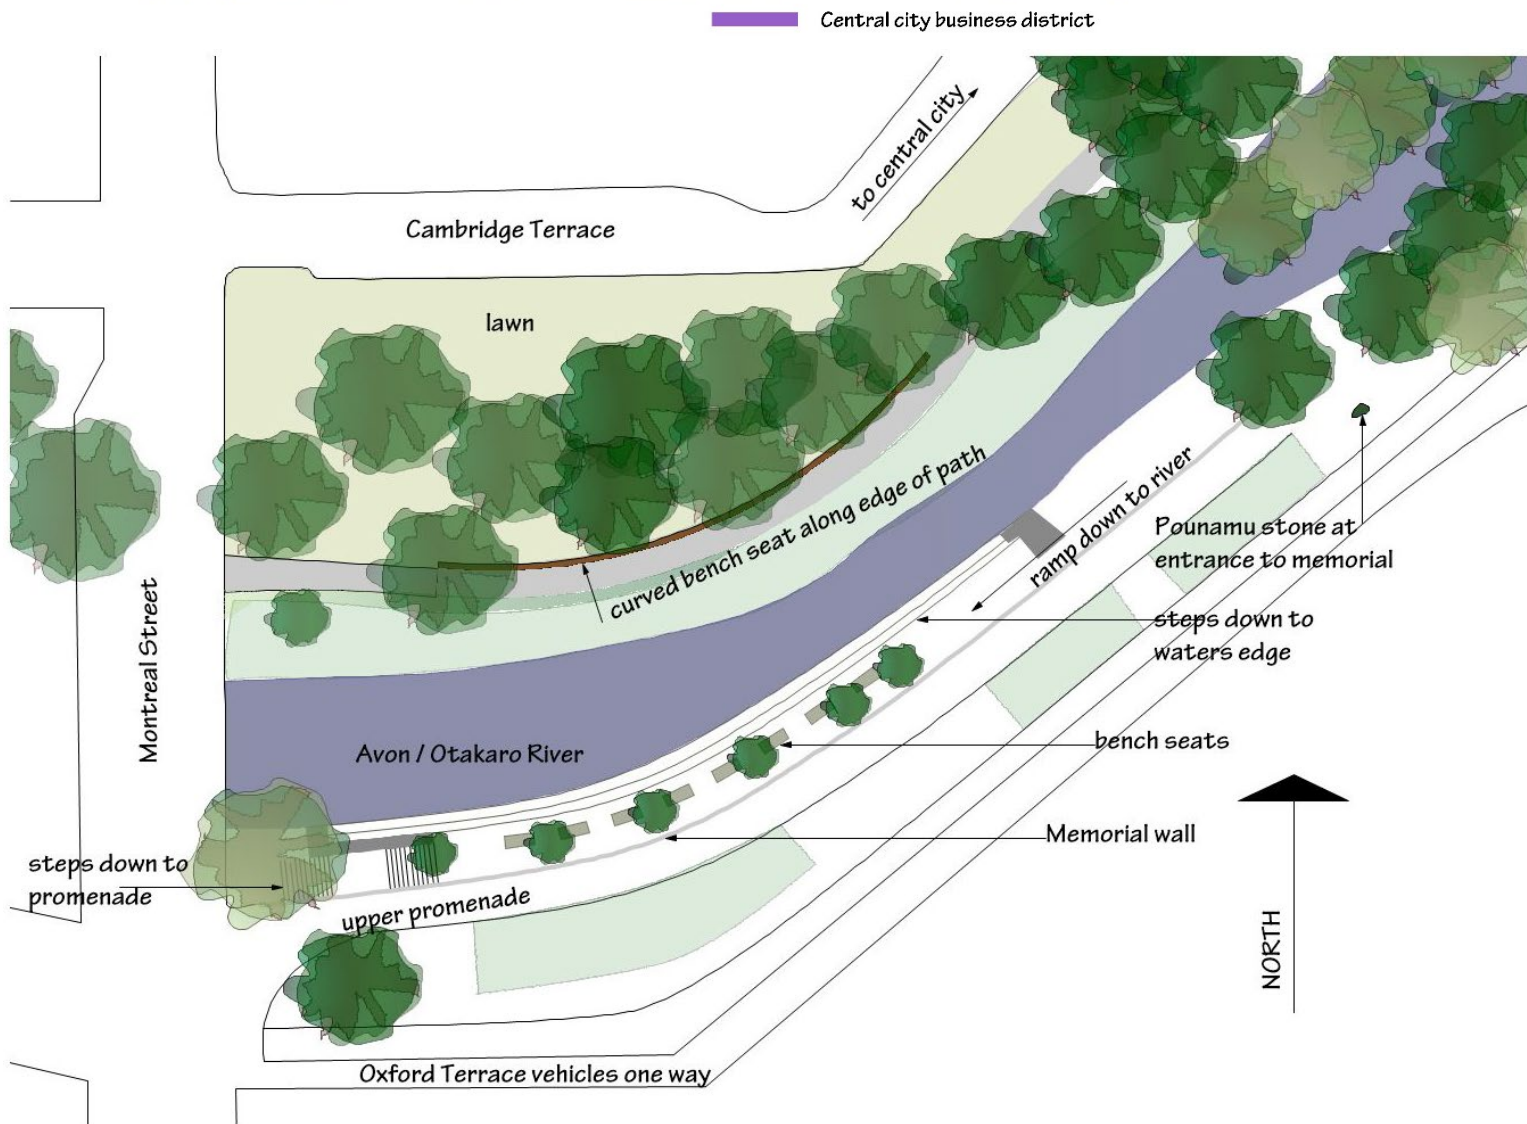 Central city business district
to central city
Cambridge Terrace
lawn
curved bench seat along edge of path
ramp down to river
Pounamu stone at
entrance to memorial
steps down to
waters edge
Montreal Street
Avon / Otakaro River
bench seats
Memorial wall
steps down to
promenade
upper promenade
NORTH
Oxford Terrace vehicles one way